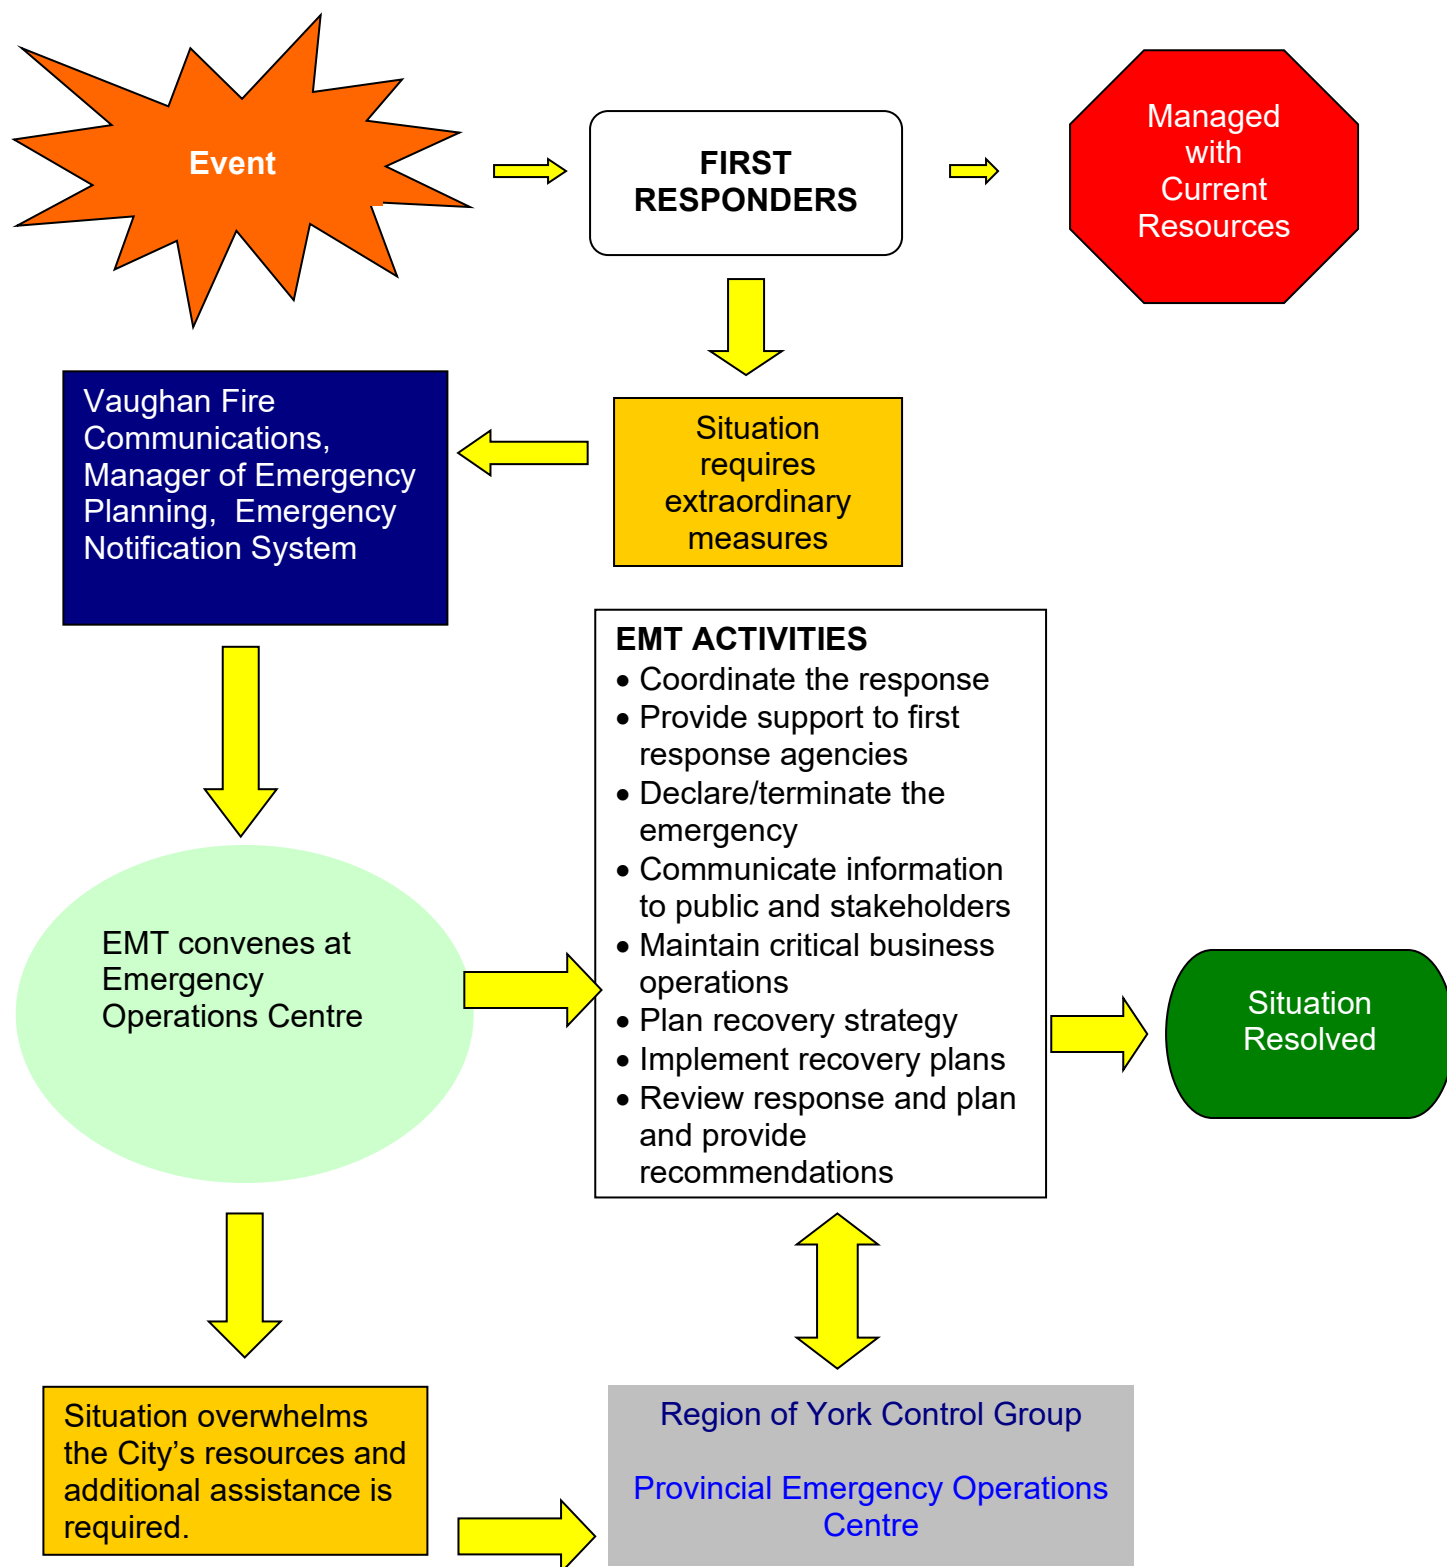 Event
FIRST
RESPONDERS
Managed
with
Current
Resources
Vaughan Fire
Communications,
Manager of Emergency
Planning,  Emergency
Notification System
Situation
requires
extraordinary
measures
EMT ACTIVITIES
• Coordinate the response
• Provide support to first
response agencies
• Declare/terminate the
emergency
• Communicate information
to public and stakeholders
• Maintain critical business
operations
• Plan recovery strategy
• Implement recovery plans
• Review response and plan
and provide
recommendations
EMT convenes at
Emergency
Operations Centre
Situation
Resolved
Situation overwhelms
the City’s resources and
additional assistance is
required.
Region of York Control Group
Provincial Emergency Operations
Centre